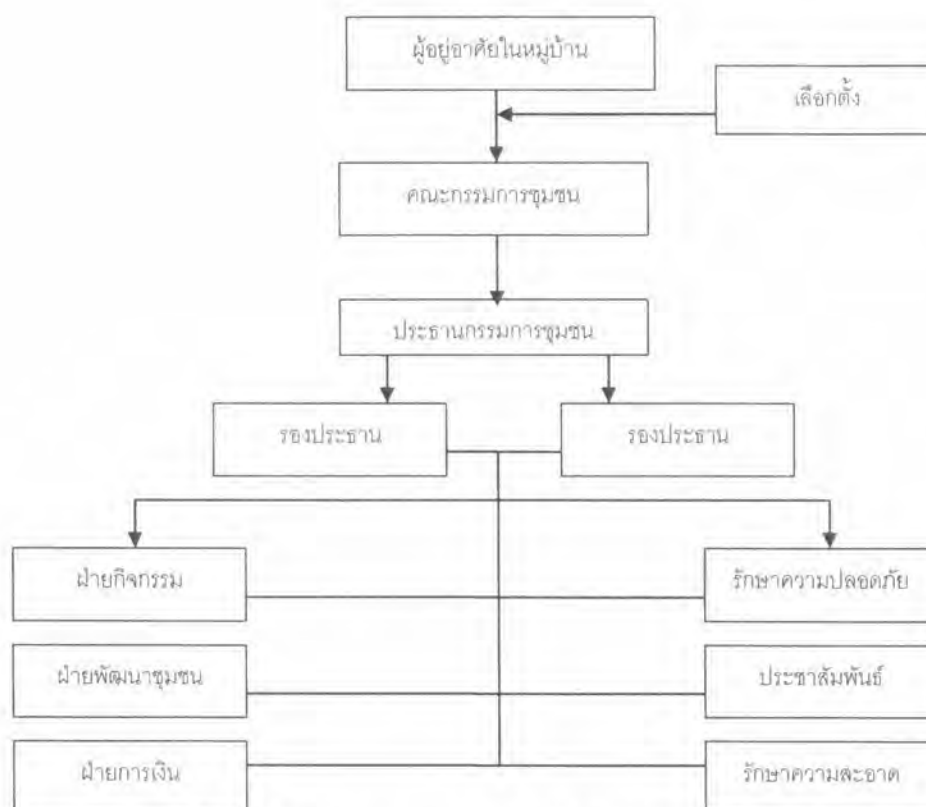 ผู้อยู่อาศัยในหมู่บ้าน
เลือกตั้ง
คณะกรรมการชุมชน
ประธานกรรมการชุมชน
รองประธาน
รองประธาน
ฝ่ายกิจกรรม
รักษาความปลอดภัย
ฝ่ายพัฒนาชุมชน
ประชาสัมพันธ์
ฝ่ายการเงิน
รักษาความสะอาด